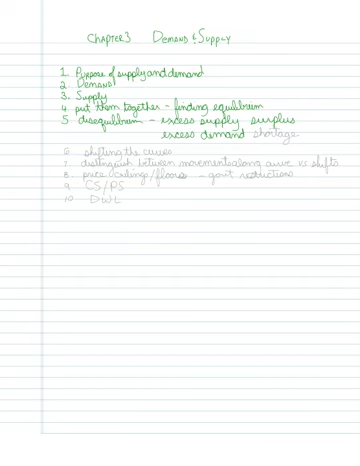 CHAPTER 3 DEMAND & SUPPLY
1. Purpose of supply and demand
2. Demand
3. Supply
4. put them together - finding equilibrium
5 disequilibrium - excess supply surplus
excess demand shortage
6 shifting the curves
7. distinguish between movements along curve vs shifts
8. price ceilings/floors - govt restrictions
9 CS/PS
10 DWL